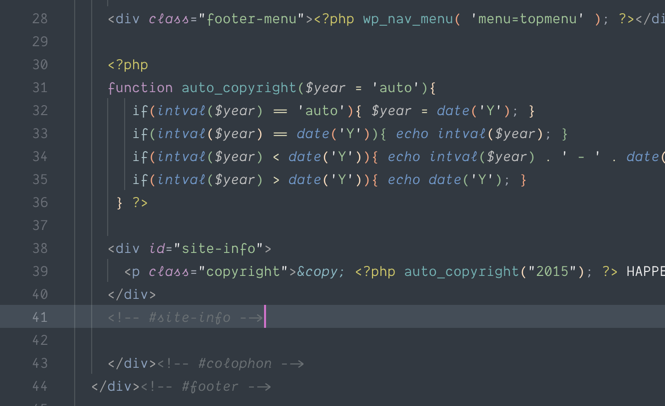 28 <div class="footer-menu"><?php wp_nav_menu( 'menu=topmenu' ); ?></di
29
30 <?php
31 function auto_copyright($year = 'auto'){
32 if(intval($year) == 'auto'){ $year = date('Y'); }
33 if(intval($year) == date('Y')){ echo intval($year); }
34 if(intval($year) < date('Y')){ echo intval($year) . ' - ' . date(
35 if(intval($year) > date('Y')){ echo date('Y'); }
36 } ?>
37
38 <div id="site-info">
39 <p class="copyright">&copy; <?php auto_copyright("2015"); ?> HAPPE
40 </div>
41 <!-- #site-info -->
42
43 </div><!-- #colophon -->
44 </div><!-- #footer -->